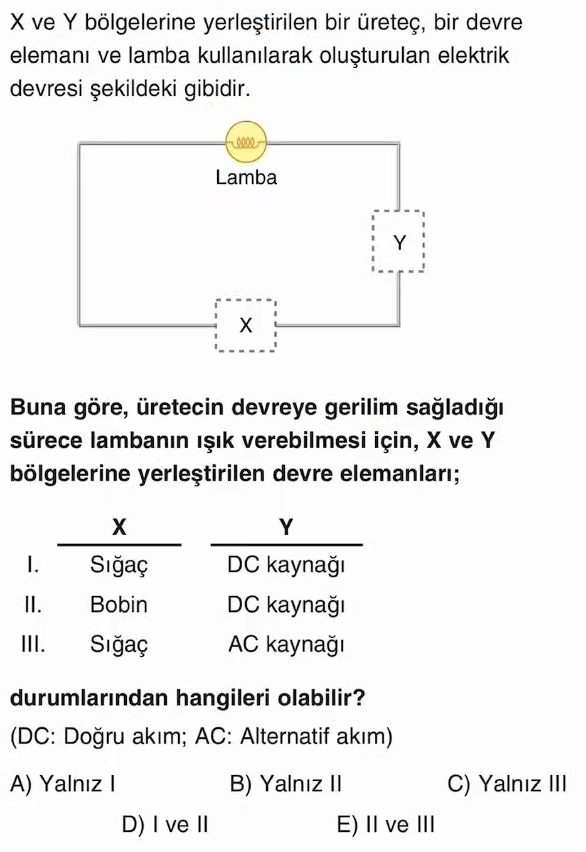 X ve Y bölgelerine yerleştirilen bir üreteç, bir devre
elemanı ve lamba kullanılarak oluşturulan elektrik
devresi şekildeki gibidir.
Lamba
Y
X
Buna göre, üretecin devreye gerilim sağladığı
sürece lambanın ışık verebilmesi için, X ve Y
bölgelerine yerleştirilen devre elemanları;
X Y
I. Sığaç DC kaynağı
II. Bobin DC kaynağı
III. Sığaç AC kaynağı
durumlarından hangileri olabilir?
(DC: Doğru akım; AC: Alternatif akım)
A) Yalnız I B) Yalnız II C) Yalnız III
D) I ve II E) II ve III